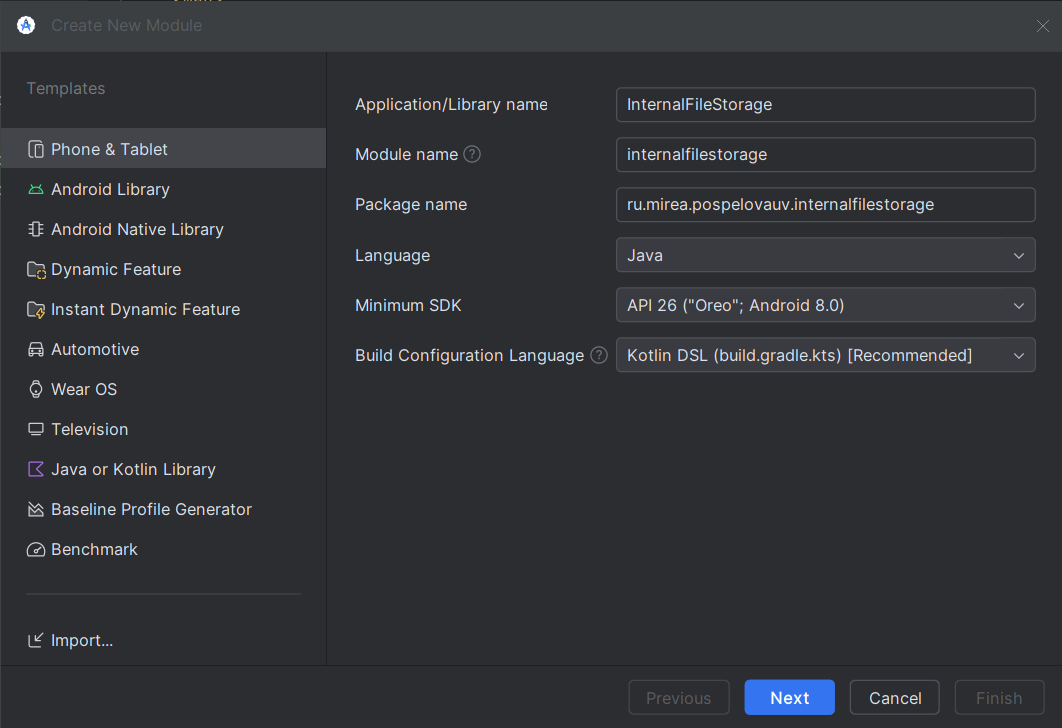 Create New Module
Templates
Phone & Tablet
Android Library
Android Native Library
Dynamic Feature
Instant Dynamic Feature
Automotive
Wear OS
Television
Java or Kotlin Library
Baseline Profile Generator
Benchmark
Import...
Application/Library name
InternalFileStorage
Module name ?
internalfilestorage
Package name
ru.mirea.pospelovauv.internalfilestorage
Language
Java
Minimum SDK
API 26 ("Oreo"; Android 8.0)
Build Configuration Language ?
Kotlin DSL (build.gradle.kts) [Recommended]
Previous
Next
Cancel
Finish